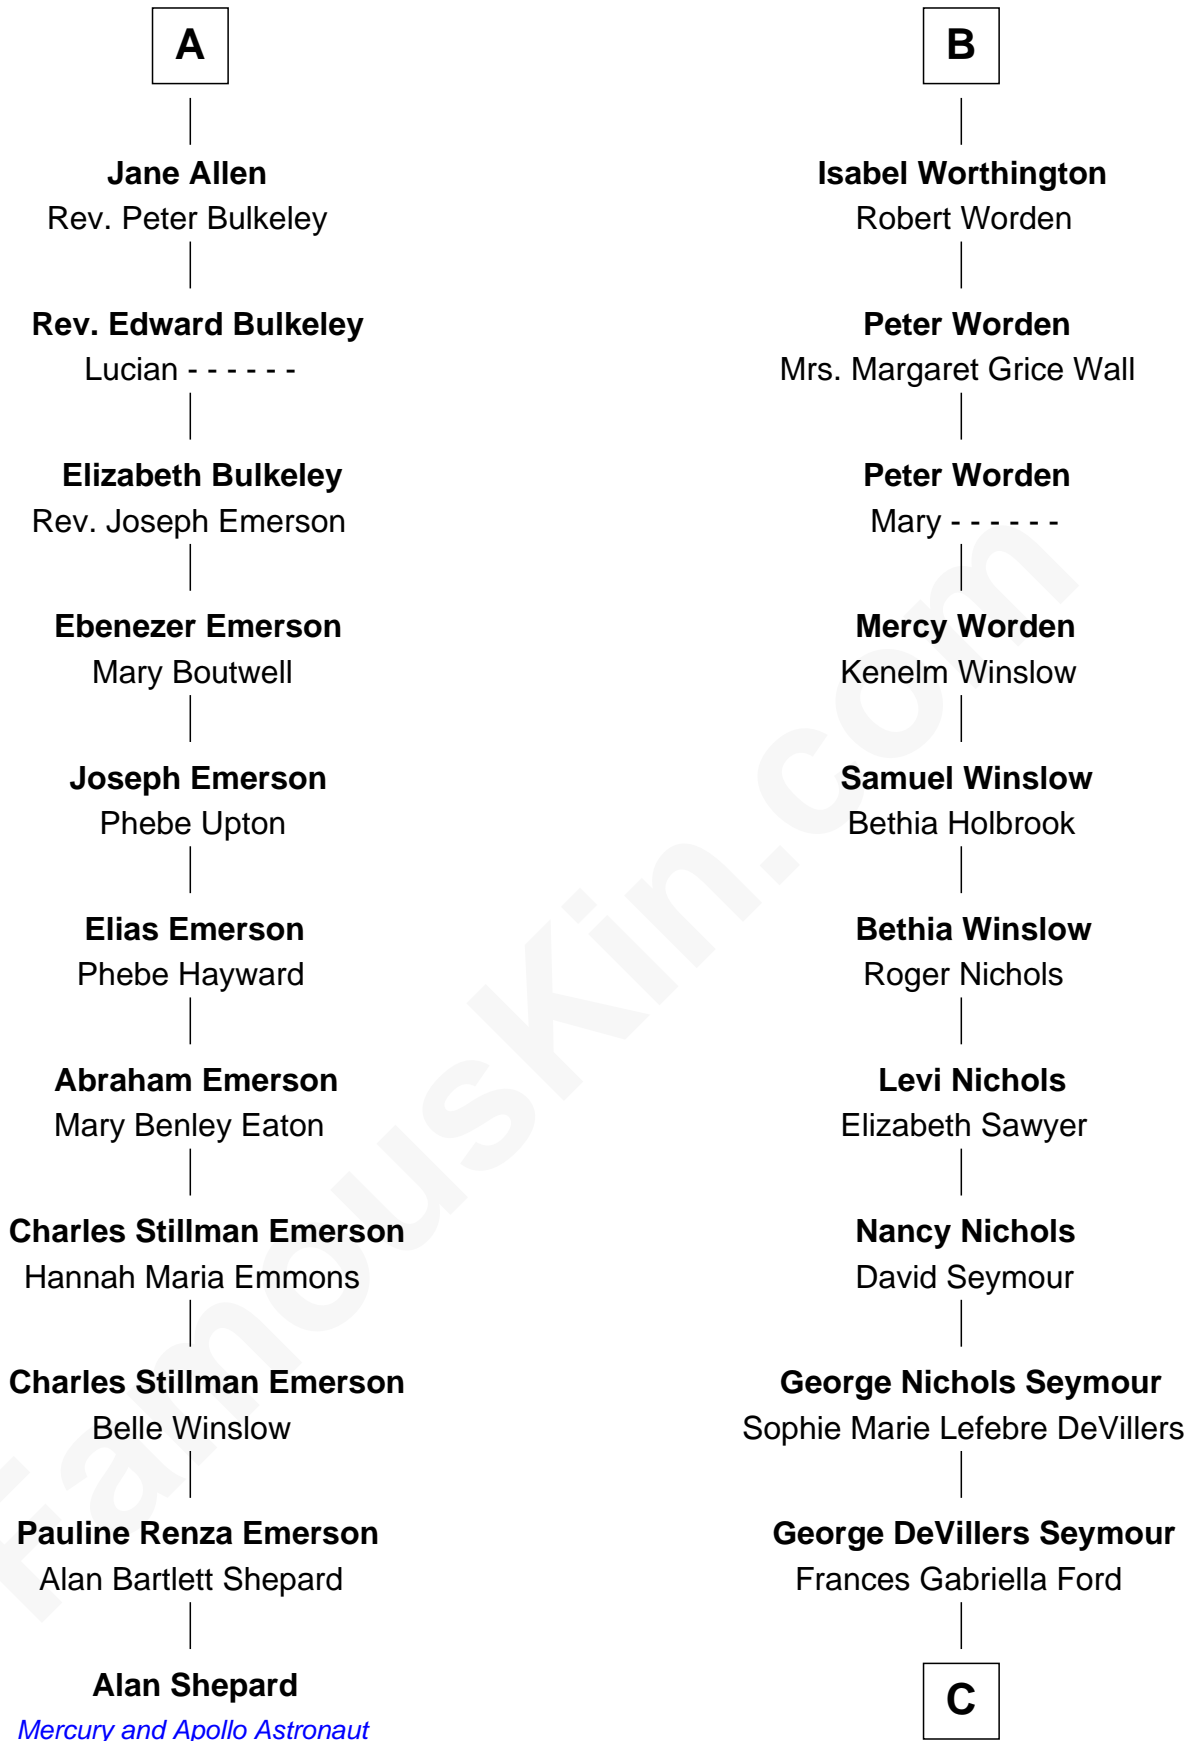 A
Jane Allen
Rev. Peter Bulkeley
Rev. Edward Bulkeley
Lucian - - - - - -
Elizabeth Bulkeley
Rev. Joseph Emerson
Ebenezer Emerson
Mary Boutwell
Joseph Emerson
Phebe Upton
Elias Emerson
Phebe Hayward
Abraham Emerson
Mary Benley Eaton
Charles Stillman Emerson
Hannah Maria Emmons
Charles Stillman Emerson
Belle Winslow
Pauline Renza Emerson
Alan Bartlett Shepard
Alan Shepard
Mercury and Apollo Astronaut
B
Isabel Worthington
Robert Worden
Peter Worden
Mrs. Margaret Grice Wall
Peter Worden
Mary - - - - - -
Mercy Worden
Kenelm Winslow
Samuel Winslow
Bethia Holbrook
Bethia Winslow
Roger Nichols
Levi Nichols
Elizabeth Sawyer
Nancy Nichols
David Seymour
George Nichols Seymour
Sophie Marie Lefebre DeVillers
George DeVillers Seymour
Frances Gabriella Ford
C
FamousKin.com